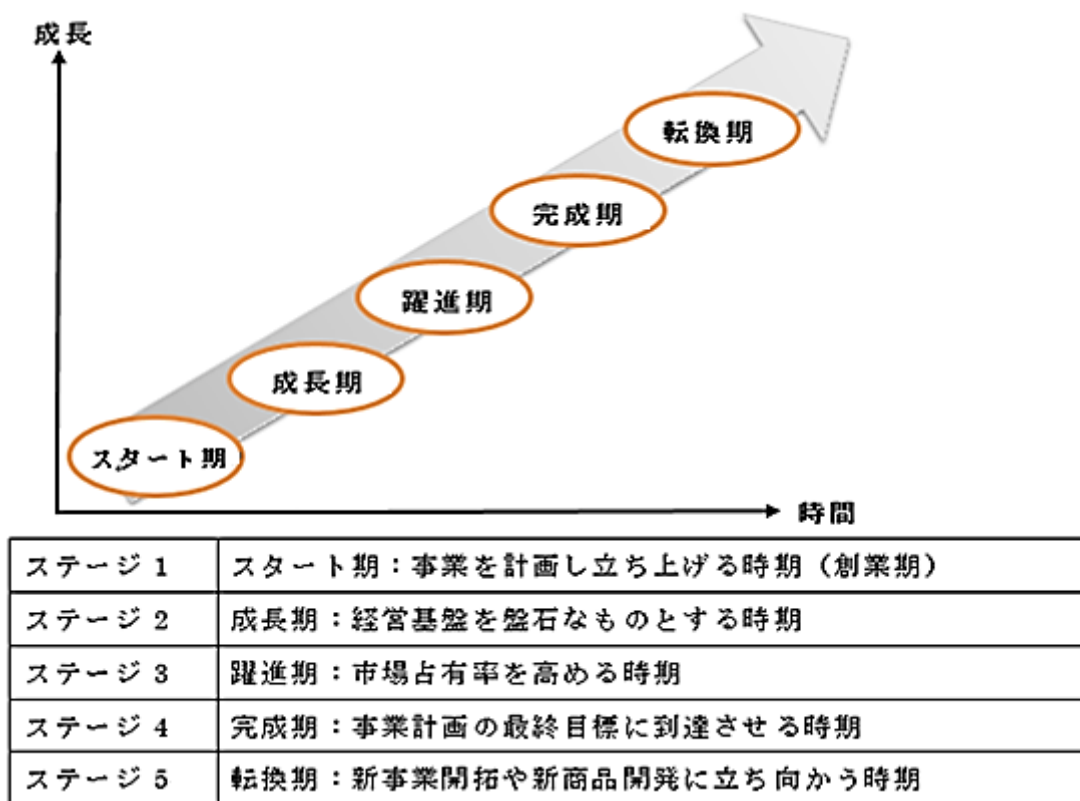 成長
転換期
完成期
躍進期
成長期
スタート期
時間
ステージ 1 スタート期：事業を計画し立ち上げる時期（創業期）
ステージ 2 成長期：経営基盤を盤石なものとする時期
ステージ 3 躍進期：市場占有率を高める時期
ステージ 4 完成期：事業計画の最終目標に到達させる時期
ステージ 5 転換期：新事業開拓や新商品開発に立ち向かう時期